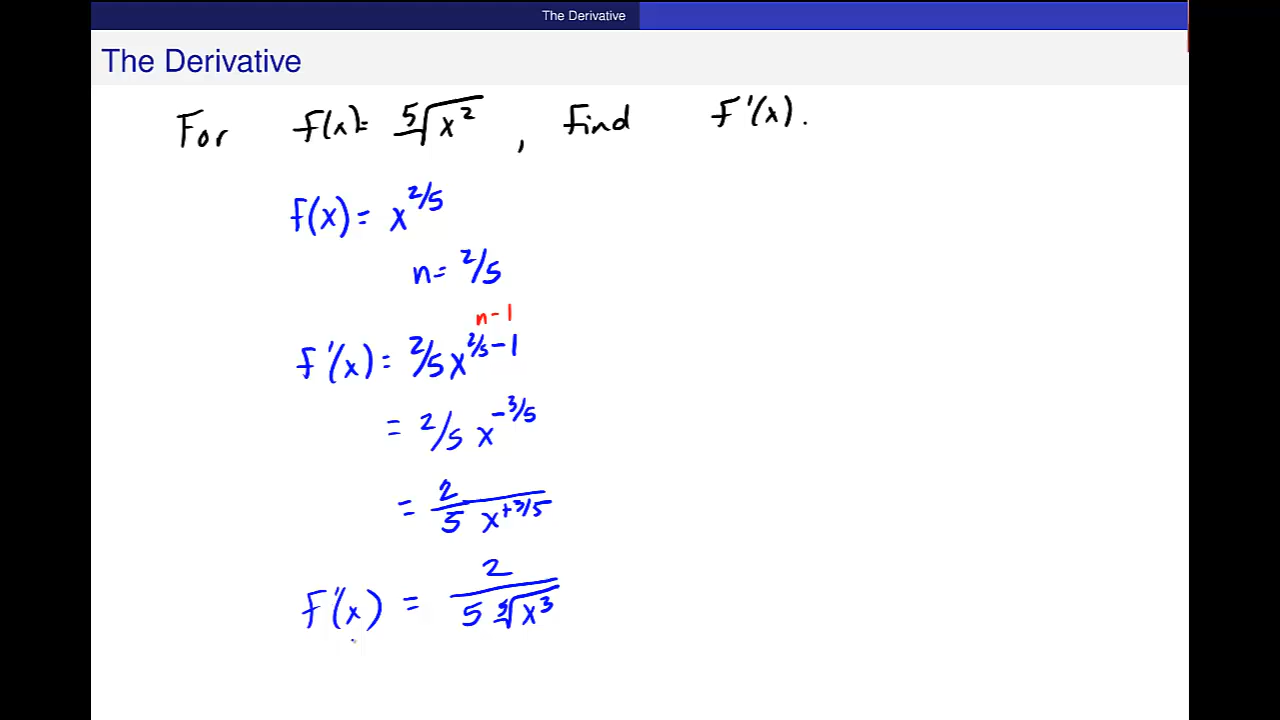 The Derivative
The Derivative
For f(x)= ⁵√x² , find f'(x).
f(x) = x^2/5
n= 2/5
n-1
f'(x) = 2/5 x^2/5-1
= 2/5 x^-3/5
= 2/5 x^+3/5
f'(x) = 2/5 ⁵√x³